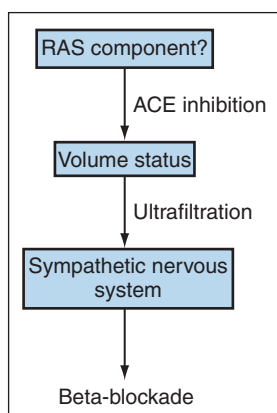 RAS component?
ACE inhibition
Volume status
Ultrafiltration
Sympathetic nervous
system
Beta-blockade